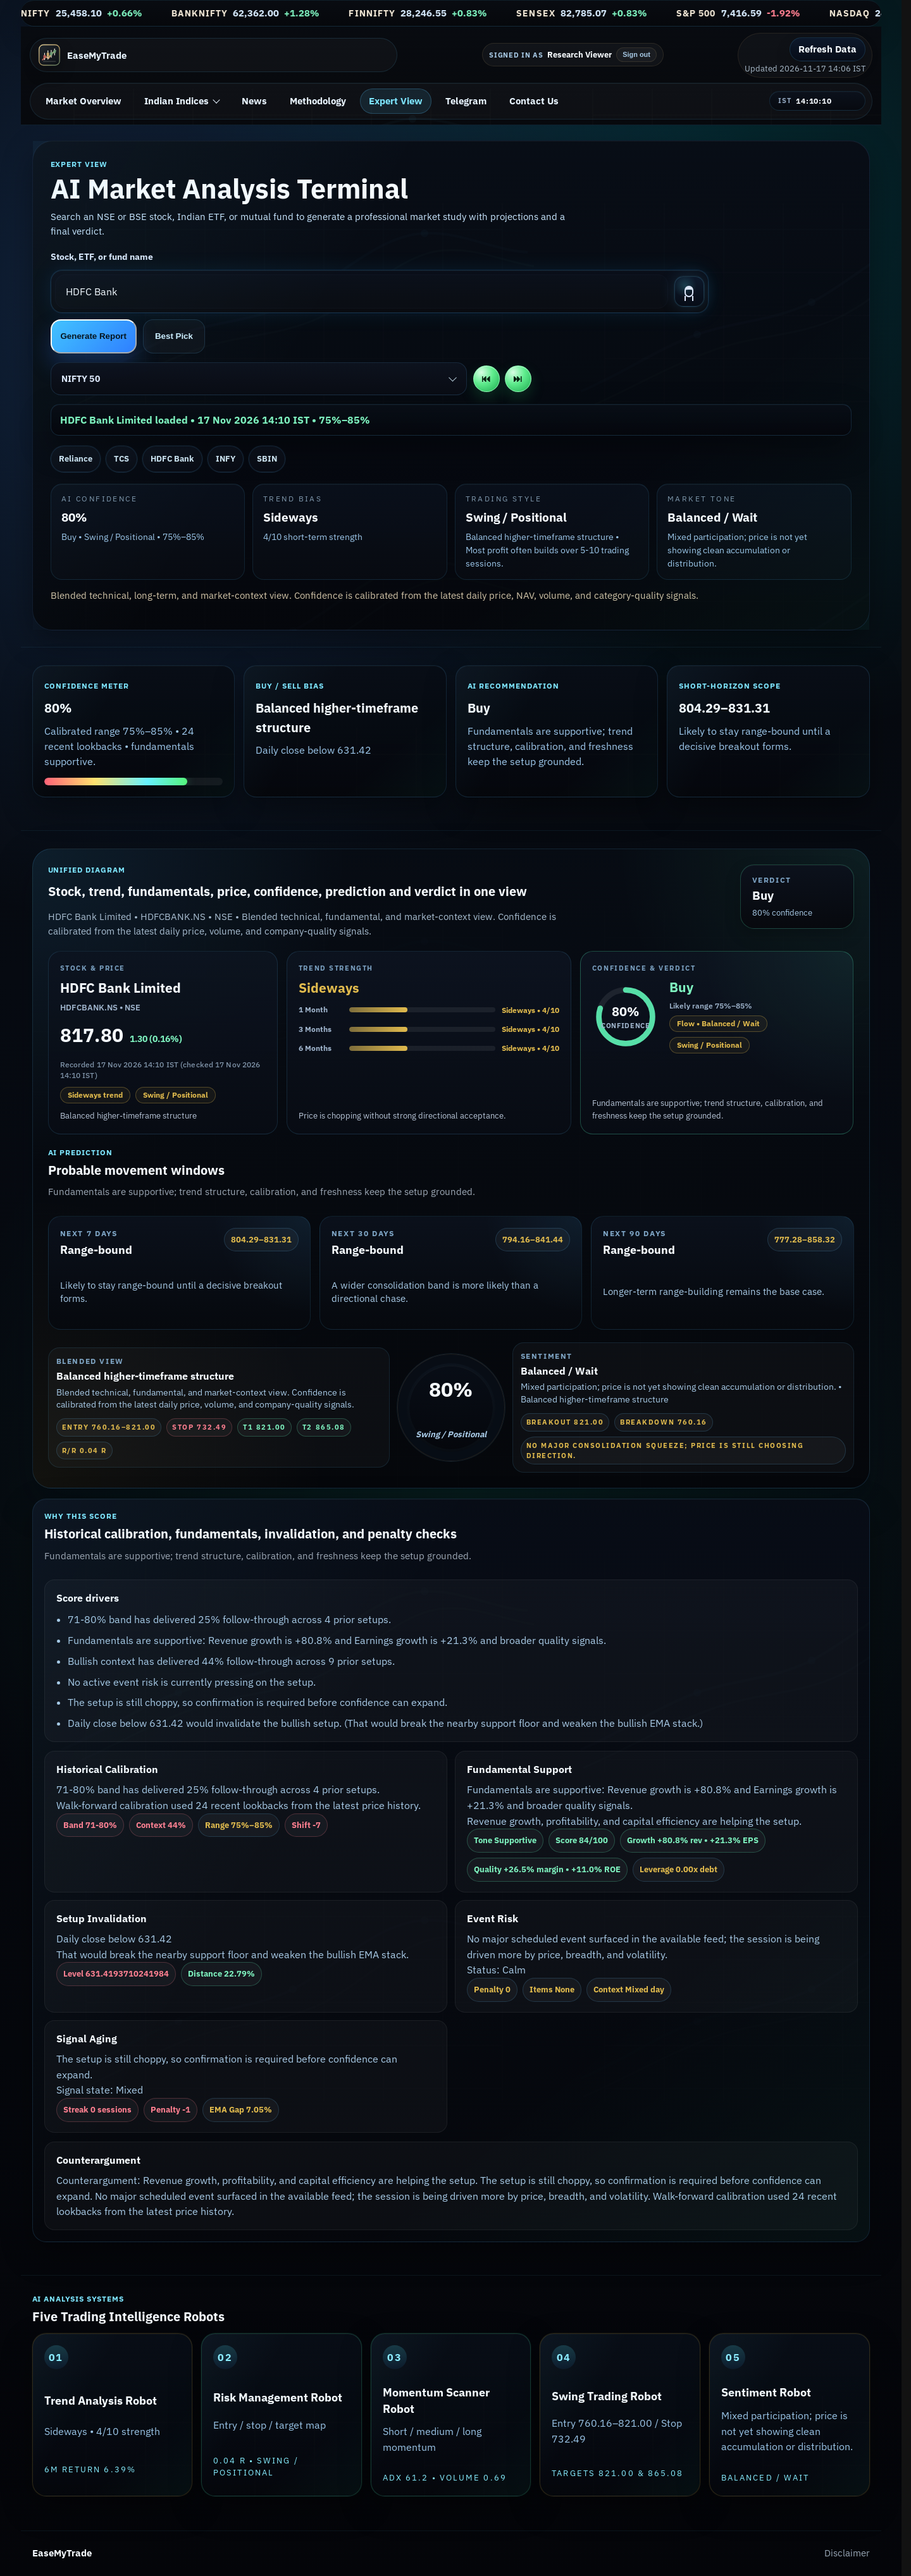 NIFTY 25,458.10 +0.66% BANKNIFTY 62,362.00 +1.28% FINNIFTY 28,246.55 +0.83% SENSEX 82,785.07 +0.83% S&P 500 7,416.59 -1.92% NASDAQ 2
EaseMyTrade
SIGNED IN AS Research Viewer Sign out
Refresh Data
Updated 2026-11-17 14:06 IST
Market Overview Indian Indices News Methodology Expert View Telegram Contact Us
IST 14:10:10
EXPERT VIEW
AI Market Analysis Terminal
Search an NSE or BSE stock, Indian ETF, or mutual fund to generate a professional market study with projections and a
final verdict.
Stock, ETF, or fund name
HDFC Bank
Generate Report Best Pick
NIFTY 50
HDFC Bank Limited loaded • 17 Nov 2026 14:10 IST • 75%–85%
Reliance TCS HDFC Bank INFY SBIN
AI CONFIDENCE
80%
Buy • Swing / Positional • 75%–85%
TREND BIAS
Sideways
4/10 short-term strength
TRADING STYLE
Swing / Positional
Balanced higher-timeframe structure •
Most profit often builds over 5-10 trading
sessions.
MARKET TONE
Balanced / Wait
Mixed participation; price is not yet
showing clean accumulation or
distribution.
Blended technical, long-term, and market-context view. Confidence is calibrated from the latest daily price, NAV, volume, and category-quality signals.
CONFIDENCE METER
80%
Calibrated range 75%–85% • 24
recent lookbacks • fundamentals
supportive.
BUY / SELL BIAS
Balanced higher-timeframe
structure
Daily close below 631.42
AI RECOMMENDATION
Buy
Fundamentals are supportive; trend
structure, calibration, and freshness
keep the setup grounded.
SHORT-HORIZON SCOPE
804.29–831.31
Likely to stay range-bound until a
decisive breakout forms.
UNIFIED DIAGRAM
Stock, trend, fundamentals, price, confidence, prediction and verdict in one view
HDFC Bank Limited • HDFCBANK.NS • NSE • Blended technical, fundamental, and market-context view. Confidence is
calibrated from the latest daily price, volume, and company-quality signals.
VERDICT
Buy
80% confidence
STOCK & PRICE
HDFC Bank Limited
HDFCBANK.NS • NSE
817.80 1.30 (0.16%)
Recorded 17 Nov 2026 14:10 IST (checked 17 Nov 2026
14:10 IST)
Sideways trend Swing / Positional
Balanced higher-timeframe structure
TREND STRENGTH
Sideways
1 Month Sideways • 4/10
3 Months Sideways • 4/10
6 Months Sideways • 4/10
Price is chopping without strong directional acceptance.
CONFIDENCE & VERDICT
80%
CONFIDENCE
Buy
Likely range 75%–85%
Flow • Balanced / Wait
Swing / Positional
Fundamentals are supportive; trend structure, calibration, and
freshness keep the setup grounded.
AI PREDICTION
Probable movement windows
Fundamentals are supportive; trend structure, calibration, and freshness keep the setup grounded.
NEXT 7 DAYS
Range-bound
804.29–831.31
Likely to stay range-bound until a decisive breakout
forms.
NEXT 30 DAYS
Range-bound
794.16–841.44
A wider consolidation band is more likely than a
directional chase.
NEXT 90 DAYS
Range-bound
777.28–858.32
Longer-term range-building remains the base case.
BLENDED VIEW
Balanced higher-timeframe structure
Blended technical, fundamental, and market-context view. Confidence is
calibrated from the latest daily price, volume, and company-quality signals.
ENTRY 760.16–821.00 STOP 732.49 T1 821.00 T2 865.08
R/R 0.04 R
80%
Swing / Positional
SENTIMENT
Balanced / Wait
Mixed participation; price is not yet showing clean accumulation or distribution. •
Balanced higher-timeframe structure
BREAKOUT 821.00 BREAKDOWN 760.16
NO MAJOR CONSOLIDATION SQUEEZE; PRICE IS STILL CHOOSING
DIRECTION.
WHY THIS SCORE
Historical calibration, fundamentals, invalidation, and penalty checks
Fundamentals are supportive; trend structure, calibration, and freshness keep the setup grounded.
Score drivers
• 71-80% band has delivered 25% follow-through across 4 prior setups.
• Fundamentals are supportive: Revenue growth is +80.8% and Earnings growth is +21.3% and broader quality signals.
• Bullish context has delivered 44% follow-through across 9 prior setups.
• No active event risk is currently pressing on the setup.
• The setup is still choppy, so confirmation is required before confidence can expand.
• Daily close below 631.42 would invalidate the bullish setup. (That would break the nearby support floor and weaken the bullish EMA stack.)
Historical Calibration
71-80% band has delivered 25% follow-through across 4 prior setups.
Walk-forward calibration used 24 recent lookbacks from the latest price history.
Band 71-80% Context 44% Range 75%–85% Shift -7
Fundamental Support
Fundamentals are supportive: Revenue growth is +80.8% and Earnings growth is
+21.3% and broader quality signals.
Revenue growth, profitability, and capital efficiency are helping the setup.
Tone Supportive Score 84/100 Growth +80.8% rev • +21.3% EPS
Quality +26.5% margin • +11.0% ROE Leverage 0.00x debt
Setup Invalidation
Daily close below 631.42
That would break the nearby support floor and weaken the bullish EMA stack.
Level 631.4193710241984 Distance 22.79%
Event Risk
No major scheduled event surfaced in the available feed; the session is being
driven more by price, breadth, and volatility.
Status: Calm
Penalty 0 Items None Context Mixed day
Signal Aging
The setup is still choppy, so confirmation is required before confidence can
expand.
Signal state: Mixed
Streak 0 sessions Penalty -1 EMA Gap 7.05%
Counterargument
Counterargument: Revenue growth, profitability, and capital efficiency are helping the setup. The setup is still choppy, so confirmation is required before confidence can
expand. No major scheduled event surfaced in the available feed; the session is being driven more by price, breadth, and volatility. Walk-forward calibration used 24 recent
lookbacks from the latest price history.
AI ANALYSIS SYSTEMS
Five Trading Intelligence Robots
01
Trend Analysis Robot
Sideways • 4/10 strength
6M RETURN 6.39%
02
Risk Management Robot
Entry / stop / target map
0.04 R • SWING /
POSITIONAL
03
Momentum Scanner
Robot
Short / medium / long
momentum
ADX 61.2 • VOLUME 0.69
04
Swing Trading Robot
Entry 760.16–821.00 / Stop
732.49
TARGETS 821.00 & 865.08
05
Sentiment Robot
Mixed participation; price is
not yet showing clean
accumulation or distribution.
BALANCED / WAIT
EaseMyTrade
Disclaimer